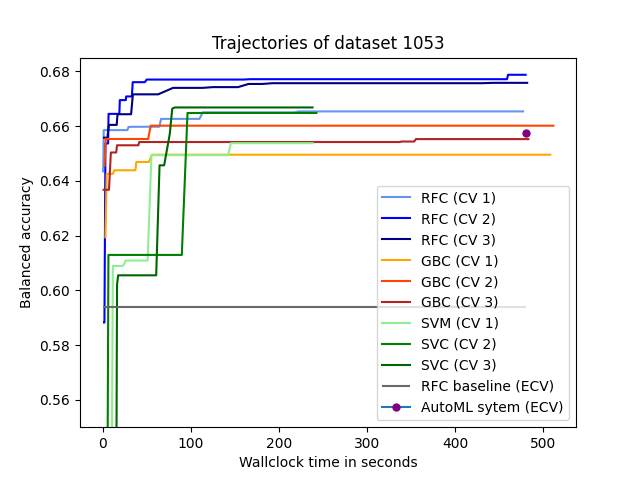 Trajectories of dataset 1053
Balanced accuracy
0.68
0.66
0.64
0.62
0.60
0.58
0.56
0
100
200
300
400
500
Wallclock time in seconds
RFC (CV 1)
RFC (CV 2)
RFC (CV 3)
GBC (CV 1)
GBC (CV 2)
GBC (CV 3)
SVM (CV 1)
SVC (CV 2)
SVC (CV 3)
RFC baseline (ECV)
AutoML sytem (ECV)